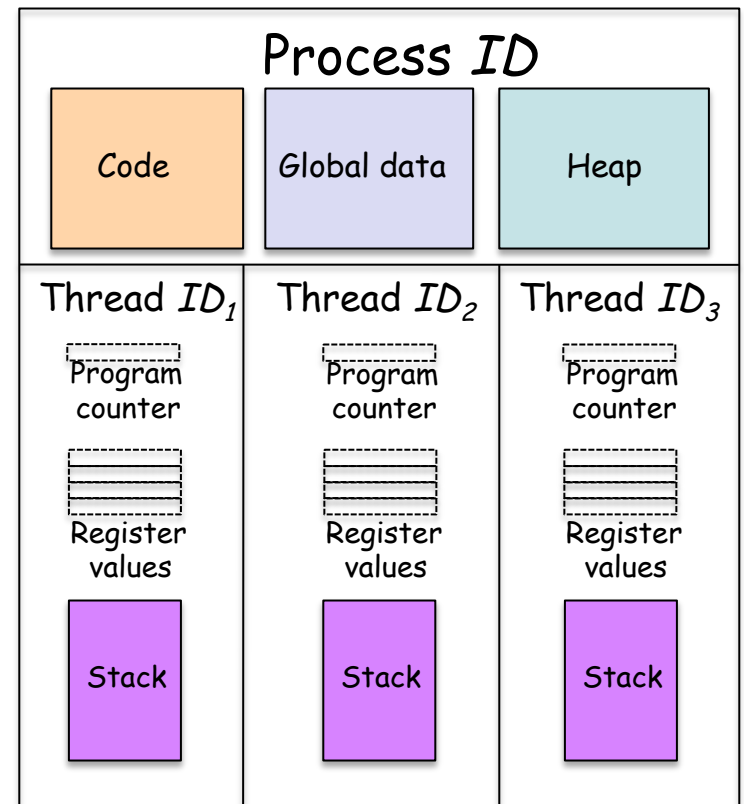 Process ID
Code
Global data
Heap
Thread ID₁
Thread ID₂
Thread ID₃
Program
counter
Program
counter
Program
counter
Register
values
Register
values
Register
values
Stack
Stack
Stack